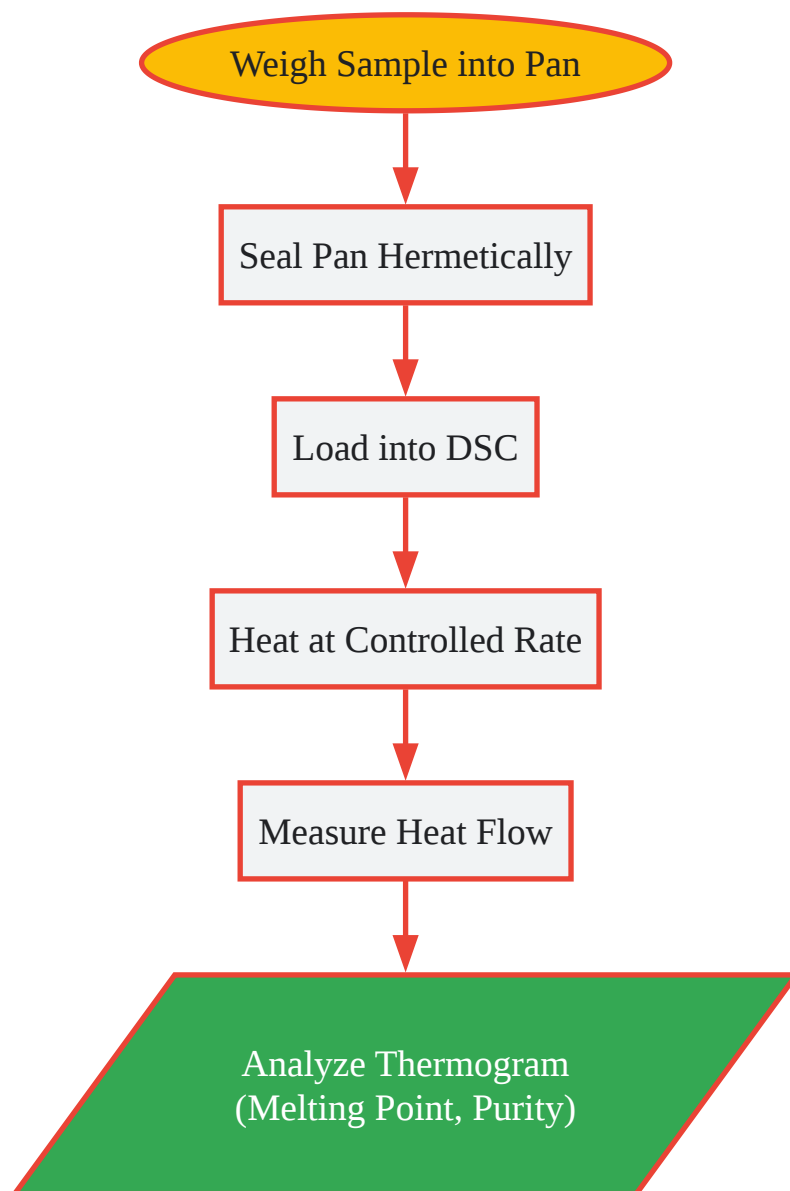 Weigh Sample into Pan
Seal Pan Hermetically
Load into DSC
Heat at Controlled Rate
Measure Heat Flow
Analyze Thermogram
(Melting Point, Purity)